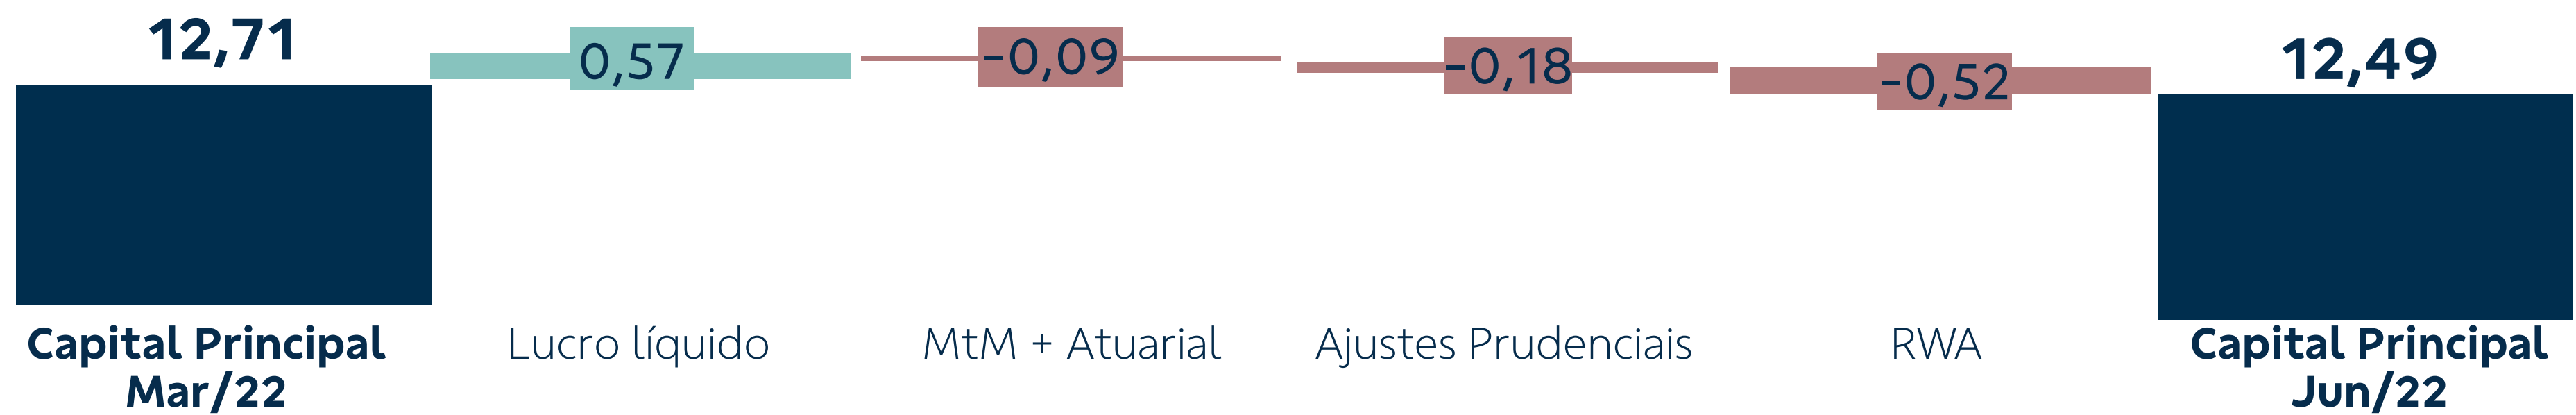 12,71
0,57
-0,09
-0,18
-0,52
12,49
Capital Principal
Mar/22
Lucro líquido
MtM + Atuarial
Ajustes Prudenciais
RWA
Capital Principal
Jun/22